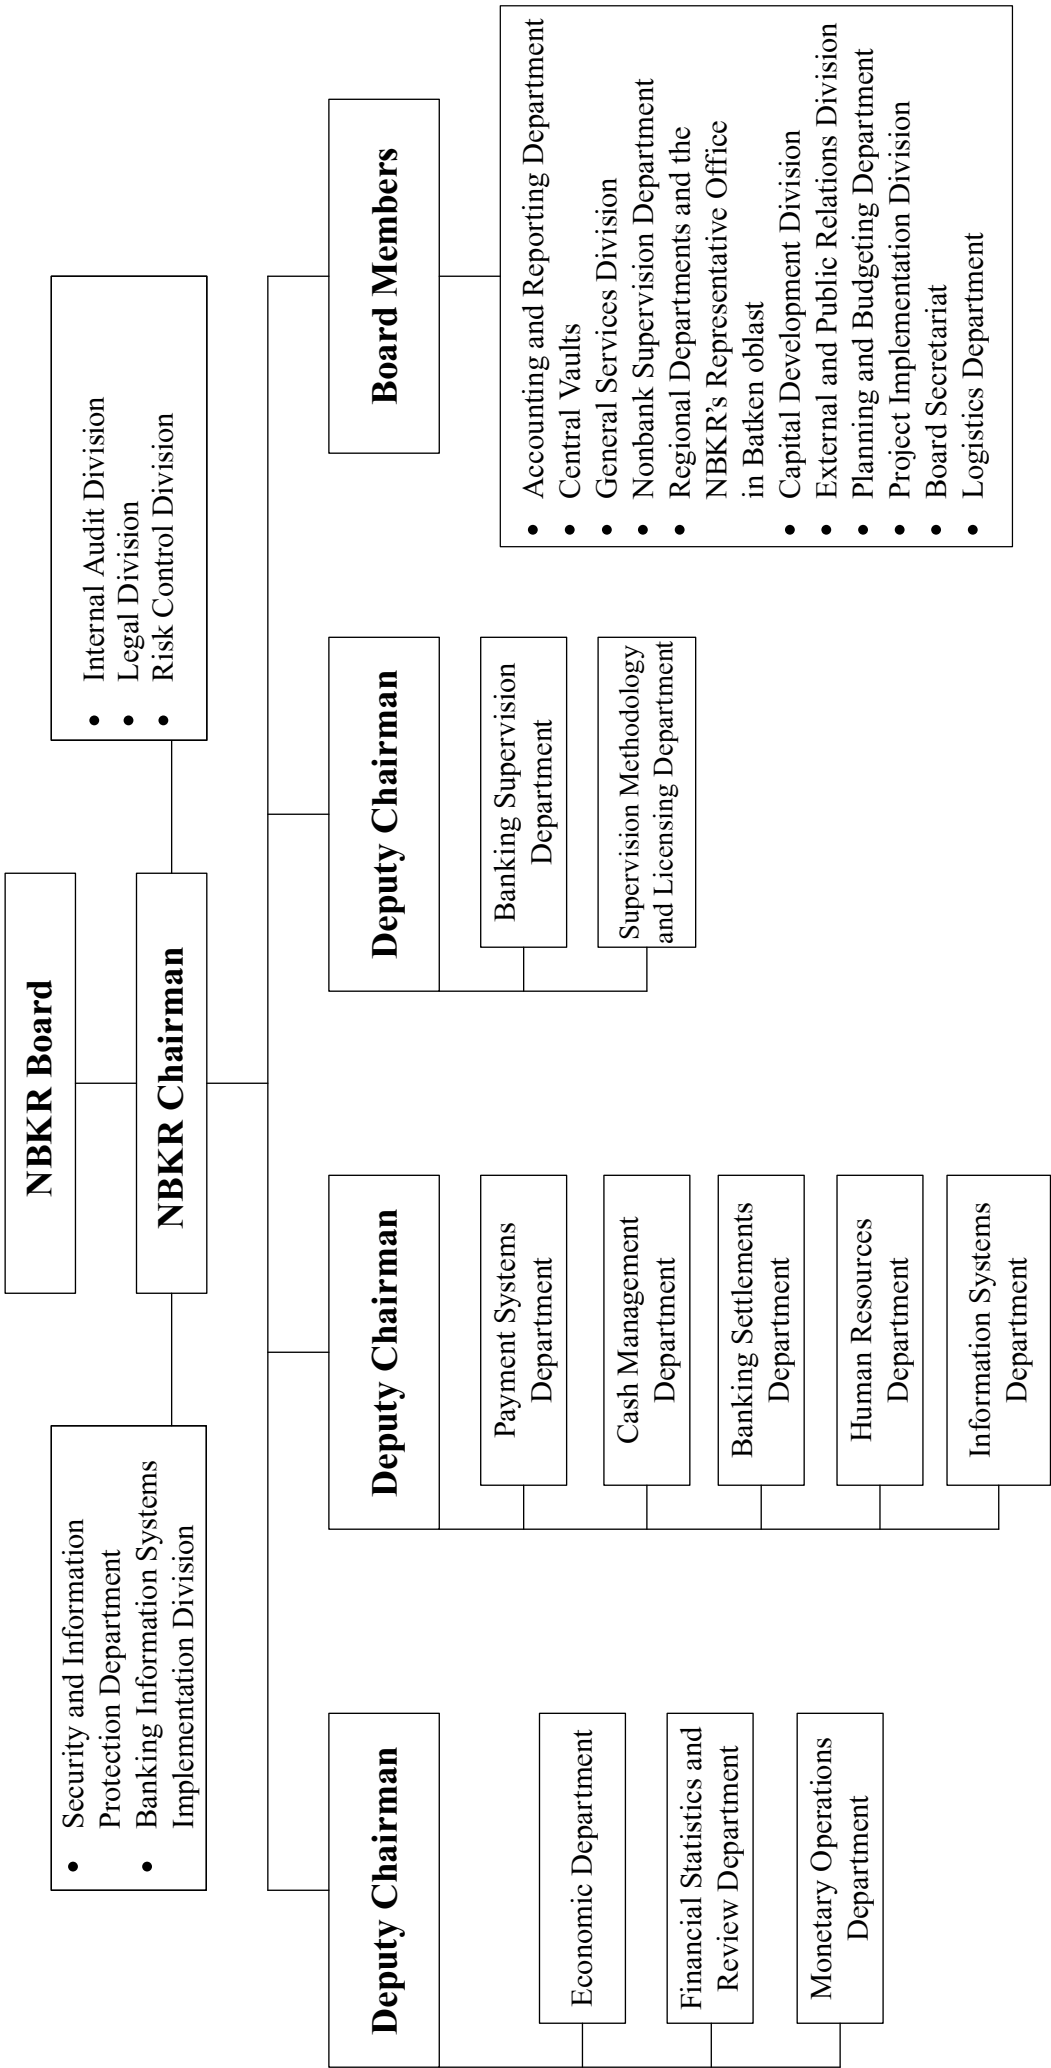 NBKR Board
NBKR Chairman
• Security and Information
Protection Department
• Banking Information Systems
Implementation Division
• Internal Audit Division
• Legal Division
• Risk Control Division
Deputy Chairman
Economic Department
Financial Statistics and
Review Department
Monetary Operations
Department
Deputy Chairman
Payment Systems
Department
Cash Management
Department
Banking Settlements
Department
Human Resources
Department
Information Systems
Department
Deputy Chairman
Banking Supervision
Department
Supervision Methodology
and Licensing Department
Board Members
• Accounting and Reporting Department
• Central Vaults
• General Services Division
• Nonbank Supervision Department
• Regional Departments and the
NBKR’s Representative Office
in Batken oblast
• Capital Development Division
• External and Public Relations Division
• Planning and Budgeting Department
• Project Implementation Division
• Board Secretariat
• Logistics Department